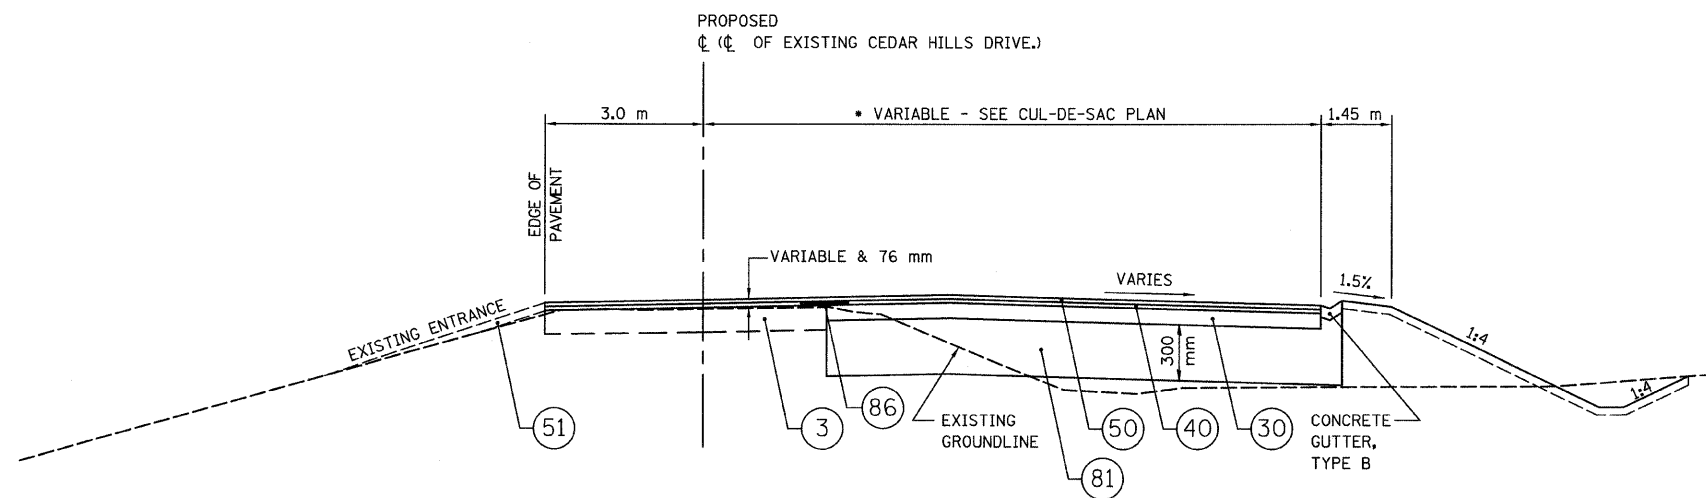 PROPOSED
℄ (℄ OF EXISTING CEDAR HILLS DRIVE.)
3.0 m
* VARIABLE - SEE CUL-DE-SAC PLAN
1.45 m
EDGE OF
PAVEMENT
VARIABLE & 76 mm
VARIES
1.5%
EXISTING ENTRANCE
300
mm
1:4
1:4
51
3
86
EXISTING
GROUNDLINE
50
40
30
CONCRETE
GUTTER,
TYPE B
81